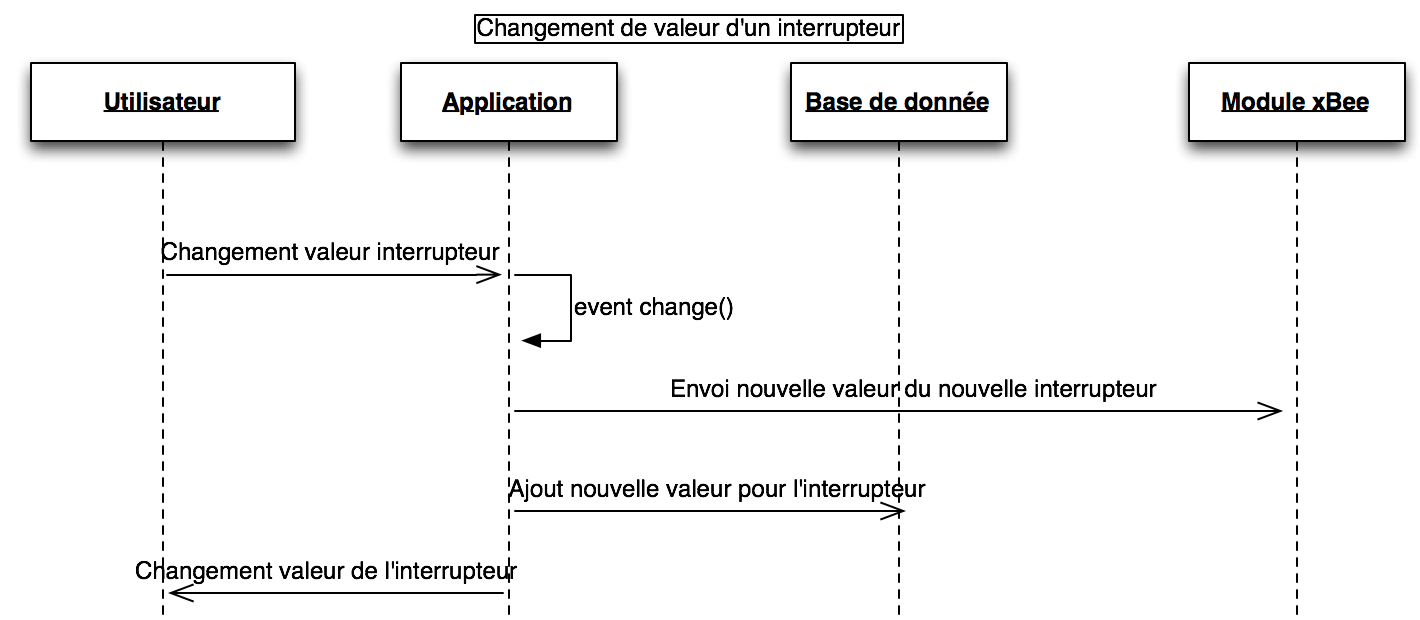 Changement de valeur d'un interrupteur
Utilisateur
Application
Base de donnée
Module xBee
Changement valeur interrupteur
event change()
Envoi nouvelle valeur du nouvelle interrupteur
Ajout nouvelle valeur pour l'interrupteur
Changement valeur de l'interrupteur